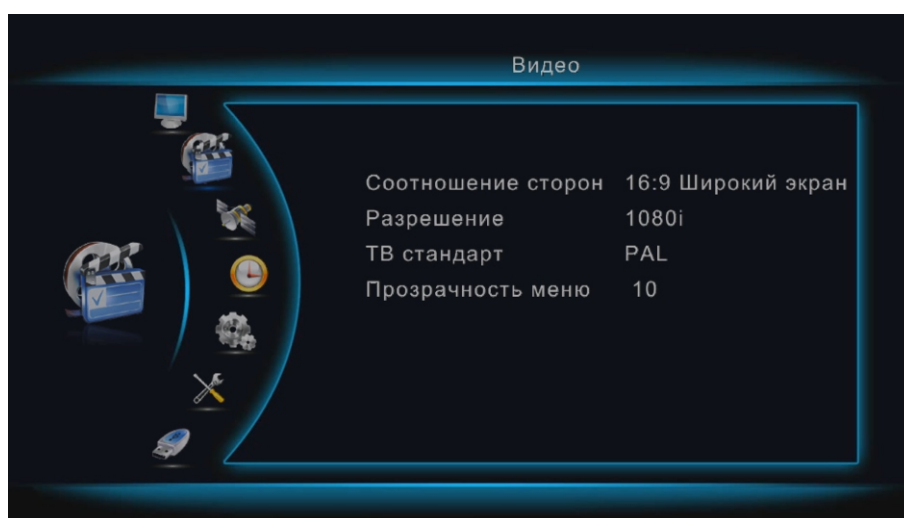 Видео
Соотношение сторон 16:9 Широкий экран
Разрешение 1080i
ТВ стандарт PAL
Прозрачность меню 10